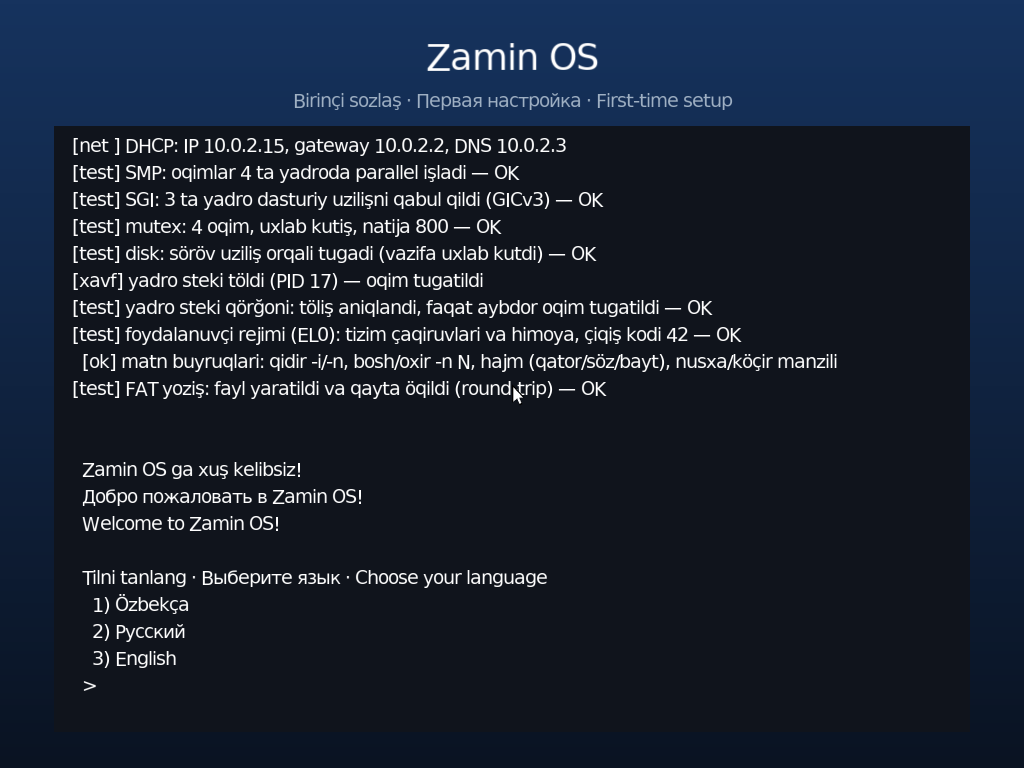 Zamin OS
Birinçi sozlaş · Первая настройка · First-time setup
[net ] DHCP: IP 10.0.2.15, gateway 10.0.2.2, DNS 10.0.2.3
[test] SMP: oqimlar 4 ta yadroda parallel işladi — OK
[test] SGI: 3 ta yadro dasturiy uzilişni qabul qildi (GICv3) — OK
[test] mutex: 4 oqim, uxlab kutiş, natija 800 — OK
[test] disk: söröv uziliş orqali tugadi (vazifa uxlab kutdi) — OK
[xavf] yadro steki töldi (PID 17) — oqim tugatildi
[test] yadro steki qörğoni: töliş aniqlandi, faqat aybdor oqim tugatildi — OK
[test] foydalanuvçi rejimi (EL0): tizim çaqiruvlari va himoya, çiqiş kodi 42 — OK
[ok] matn buyruqlari: qidir -i/-n, bosh/oxir -n N, hajm (qator/söz/bayt), nusxa/köçir manzili
[test] FAT yoziş: fayl yaratildi va qayta öqildi (round trip) — OK
Zamin OS ga xuş kelibsiz!
Добро пожаловать в Zamin OS!
Welcome to Zamin OS!
Tilni tanlang · Выберите язык · Choose your language
1) Özbekça
2) Русский
3) English
>